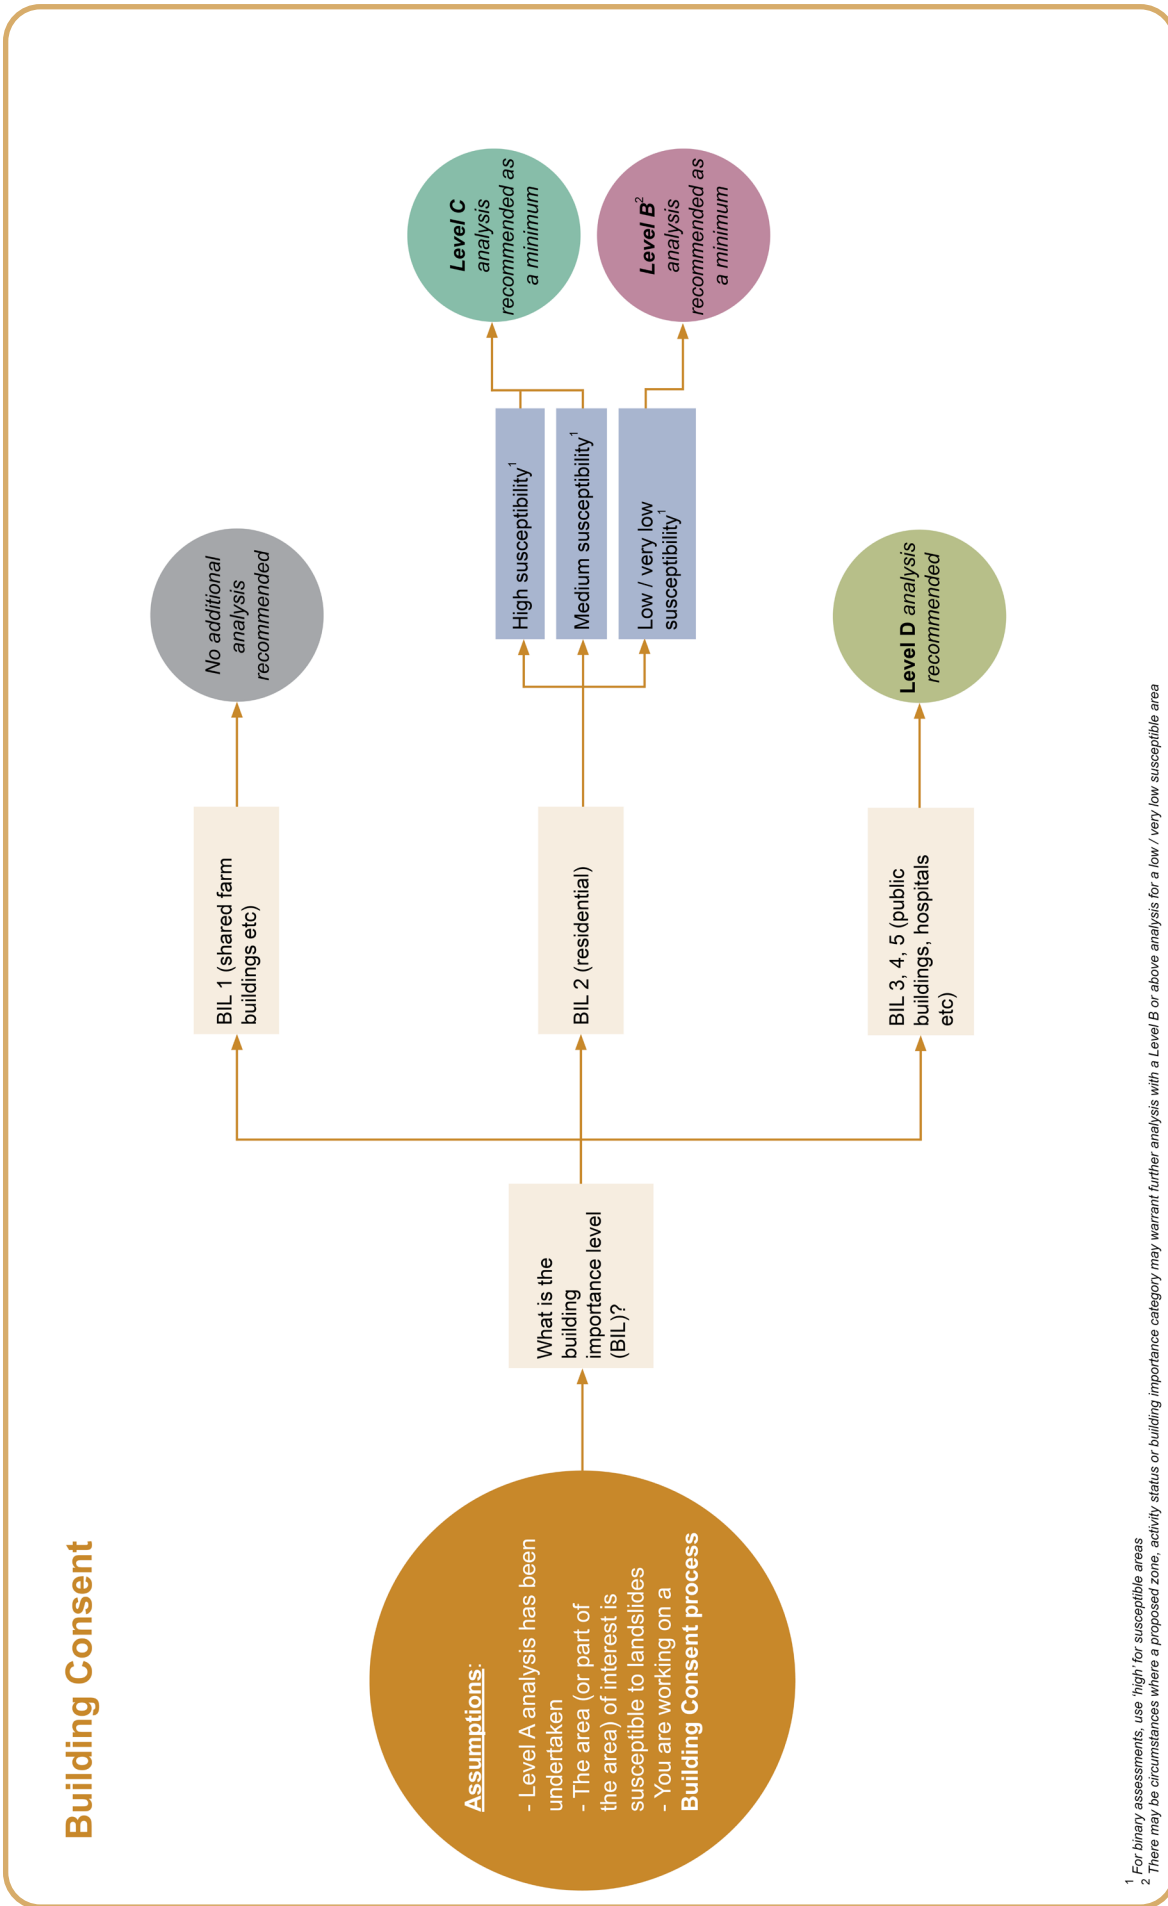 Building Consent
Assumptions:
- Level A analysis has been
undertaken
- The area (or part of
the area) of interest is
susceptible to landslides
- You are working on a
Building Consent process
What is the
building
importance level
(BIL)?
BIL 1 (shared farm
buildings etc)
No additional
analysis
recommended
BIL 2 (residential)
High susceptibility¹
Medium susceptibility¹
Low / very low
susceptibility¹
Level C
analysis
recommended as
a minimum
Level B²
analysis
recommended as
a minimum
BIL 3, 4, 5 (public
buildings, hospitals
etc)
Level D analysis
recommended
¹ For binary assessments, use 'high' for susceptible areas
² There may be circumstances where a proposed zone, activity status or building importance category may warrant further analysis with a Level B or above analysis for a low / very low susceptible area